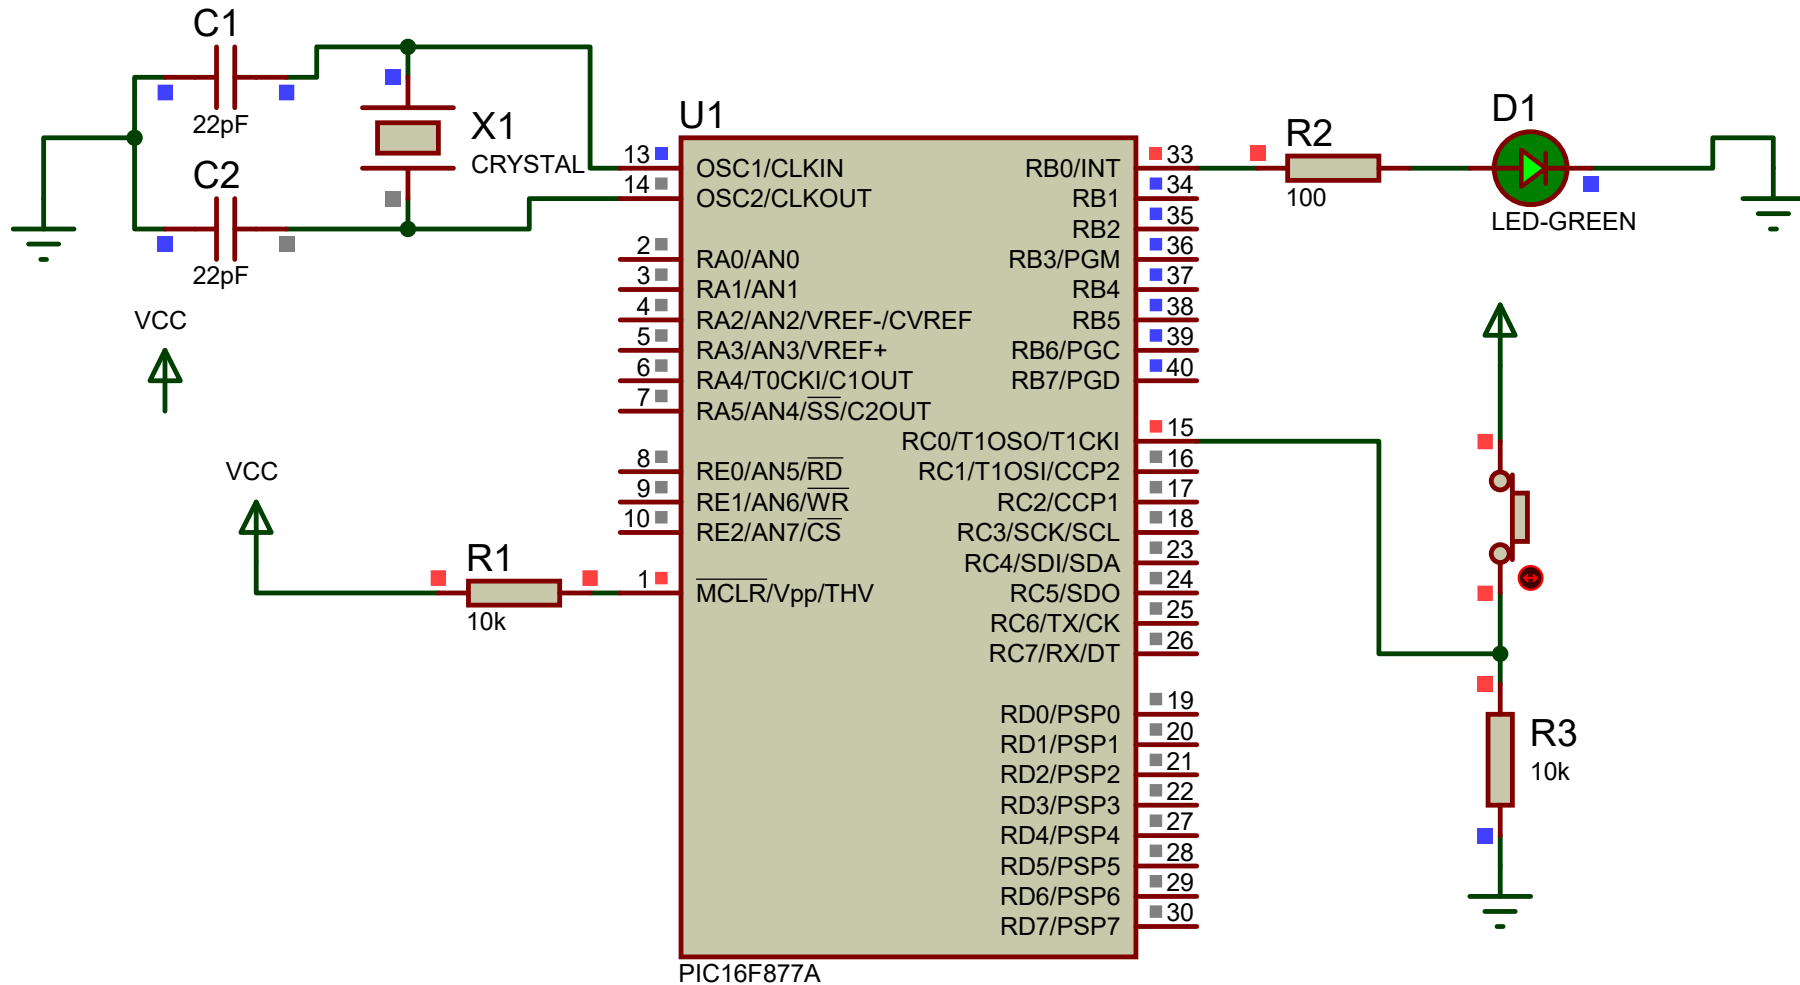 C1
22pF
C2
22pF
X1
CRYSTAL
VCC
VCC
R1
10k
U1
13 OSC1/CLKIN
14 OSC2/CLKOUT
2 RA0/AN0
3 RA1/AN1
4 RA2/AN2/VREF-/CVREF
5 RA3/AN3/VREF+
6 RA4/T0CKI/C1OUT
7 RA5/AN4/SS/C2OUT
8 RE0/AN5/RD
9 RE1/AN6/WR
10 RE2/AN7/CS
1 MCLR/Vpp/THV
RB0/INT 33
RB1 34
RB2 35
RB3/PGM 36
RB4 37
RB5 38
RB6/PGC 39
RB7/PGD 40
RC0/T1OSO/T1CKI 15
RC1/T1OSI/CCP2 16
RC2/CCP1 17
RC3/SCK/SCL 18
RC4/SDI/SDA 23
RC5/SDO 24
RC6/TX/CK 25
RC7/RX/DT 26
RD0/PSP0 19
RD1/PSP1 20
RD2/PSP2 21
RD3/PSP3 22
RD4/PSP4 27
RD5/PSP5 28
RD6/PSP6 29
RD7/PSP7 30
PIC16F877A
R2
100
D1
LED-GREEN
R3
10k